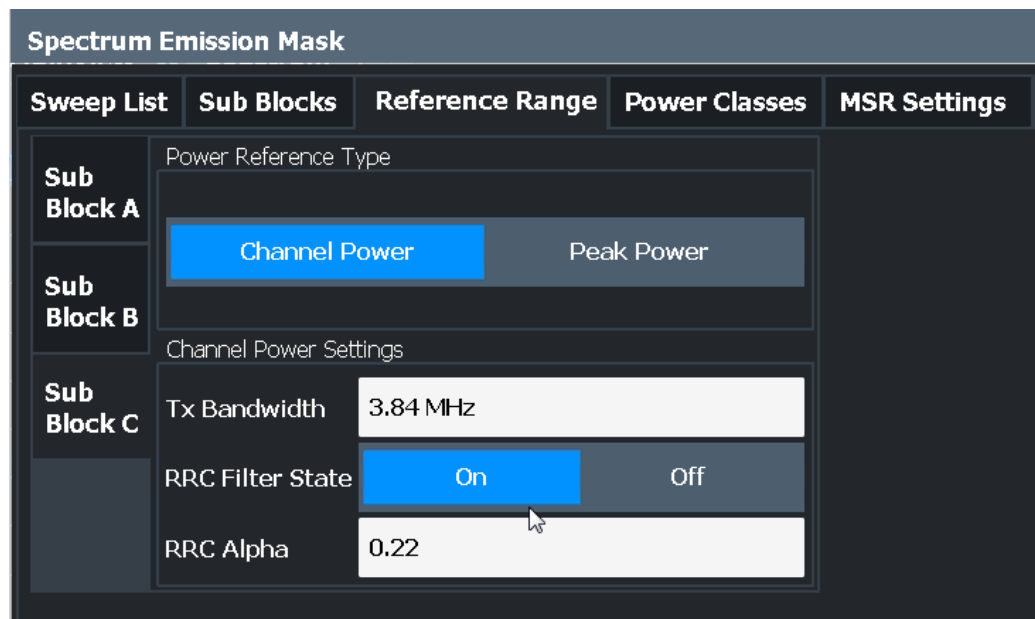 Spectrum Emission Mask
Sweep List Sub Blocks Reference Range Power Classes MSR Settings
Sub
Block A
Sub
Block B
Sub
Block C
Power Reference Type
Channel Power Peak Power
Channel Power Settings
Tx Bandwidth 3.84 MHz
RRC Filter State On Off
RRC Alpha 0.22